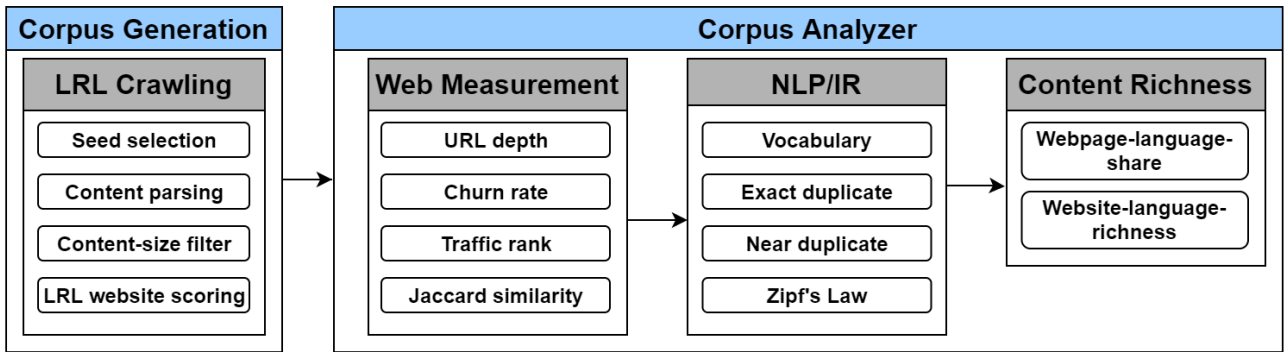 Corpus Generation
Corpus Analyzer
LRL Crawling
Seed selection
Content parsing
Content-size filter
LRL website scoring
Web Measurement
URL depth
Churn rate
Traffic rank
Jaccard similarity
NLP/IR
Vocabulary
Exact duplicate
Near duplicate
Zipf's Law
Content Richness
Webpage-language-
share
Website-language-
richness